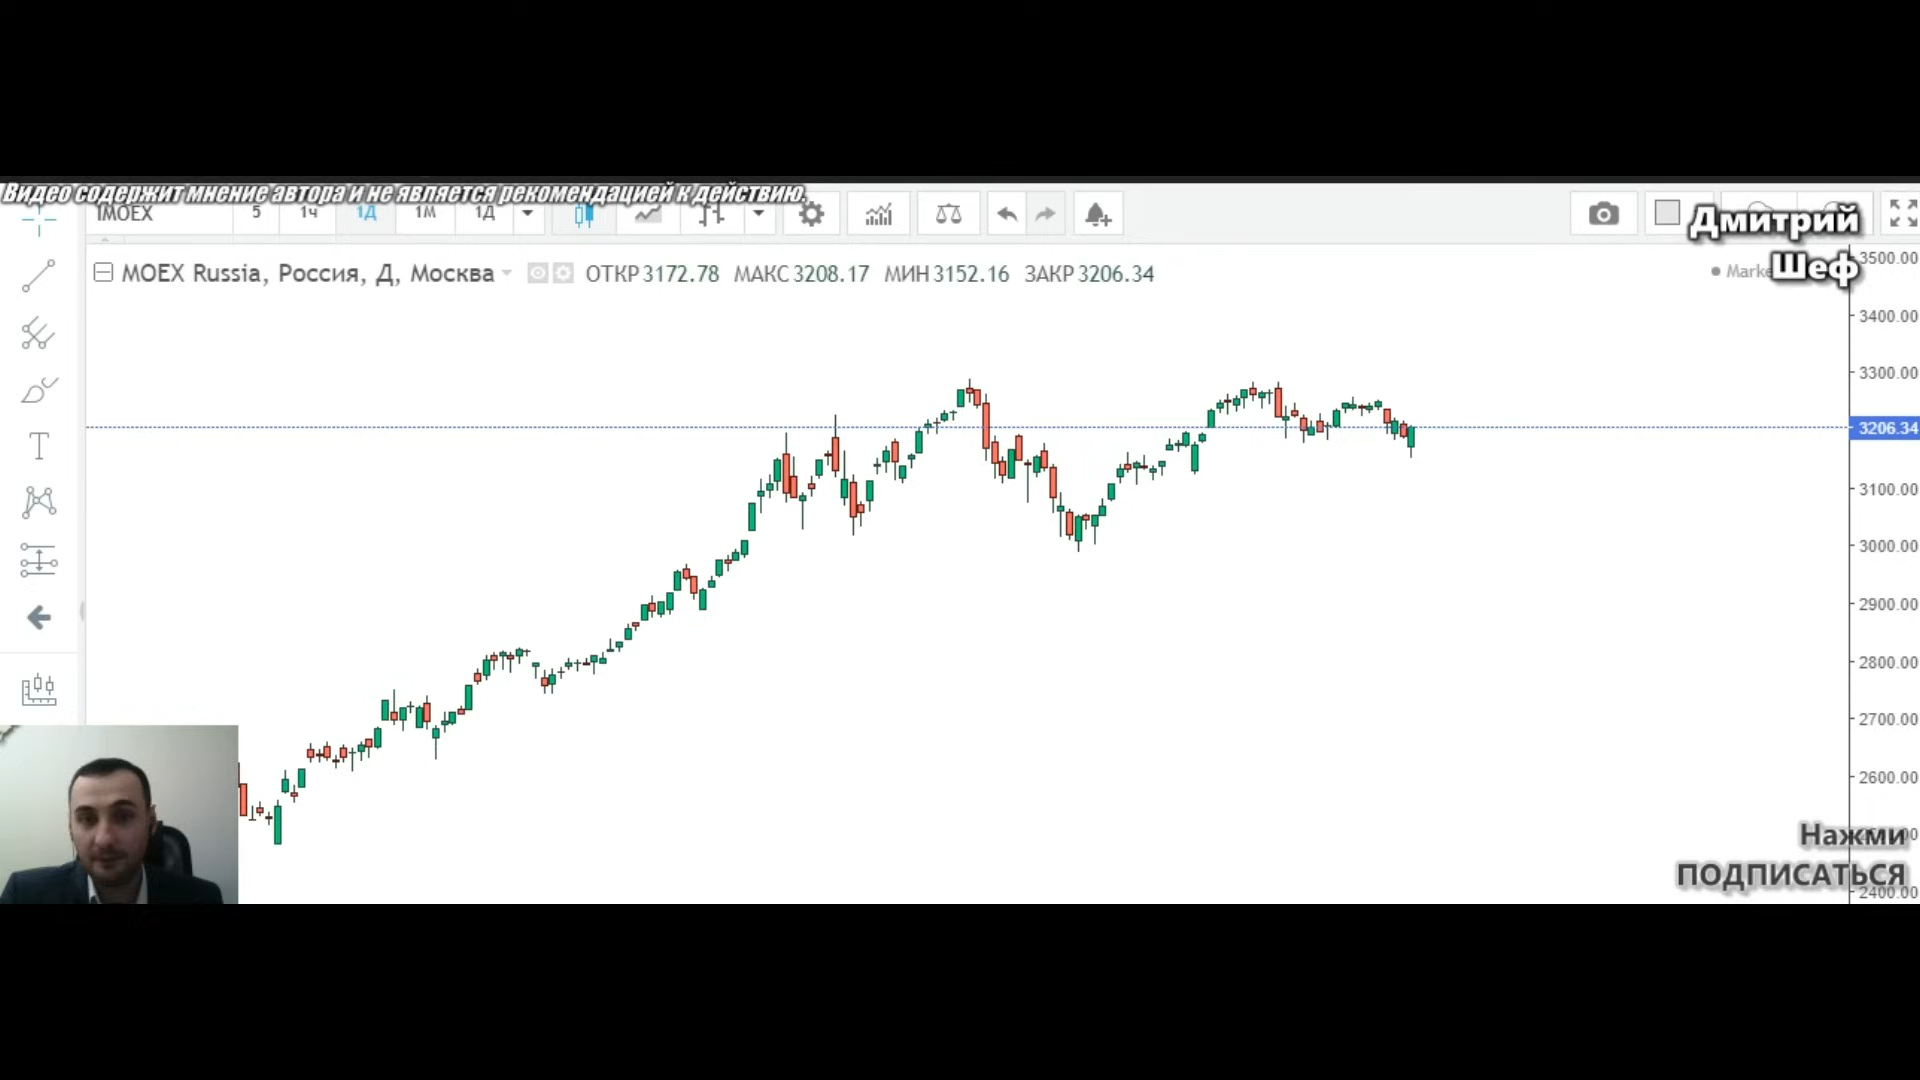 Видео содержит мнение автора и не является рекомендацией к действию.
IMOEX 5 1ч 1Д 1М 1Д
Дмитрий
Шеф
MOEX Russia, Россия, Д, Москва ОТКР 3172.78 МАКС 3208.17 МИН 3152.16 ЗАКР 3206.34
3500.00
3400.00
3300.00
3206.34
3100.00
3000.00
2900.00
2800.00
2700.00
2600.00
Нажми
ПОДПИСАТЬСЯ
2400.00